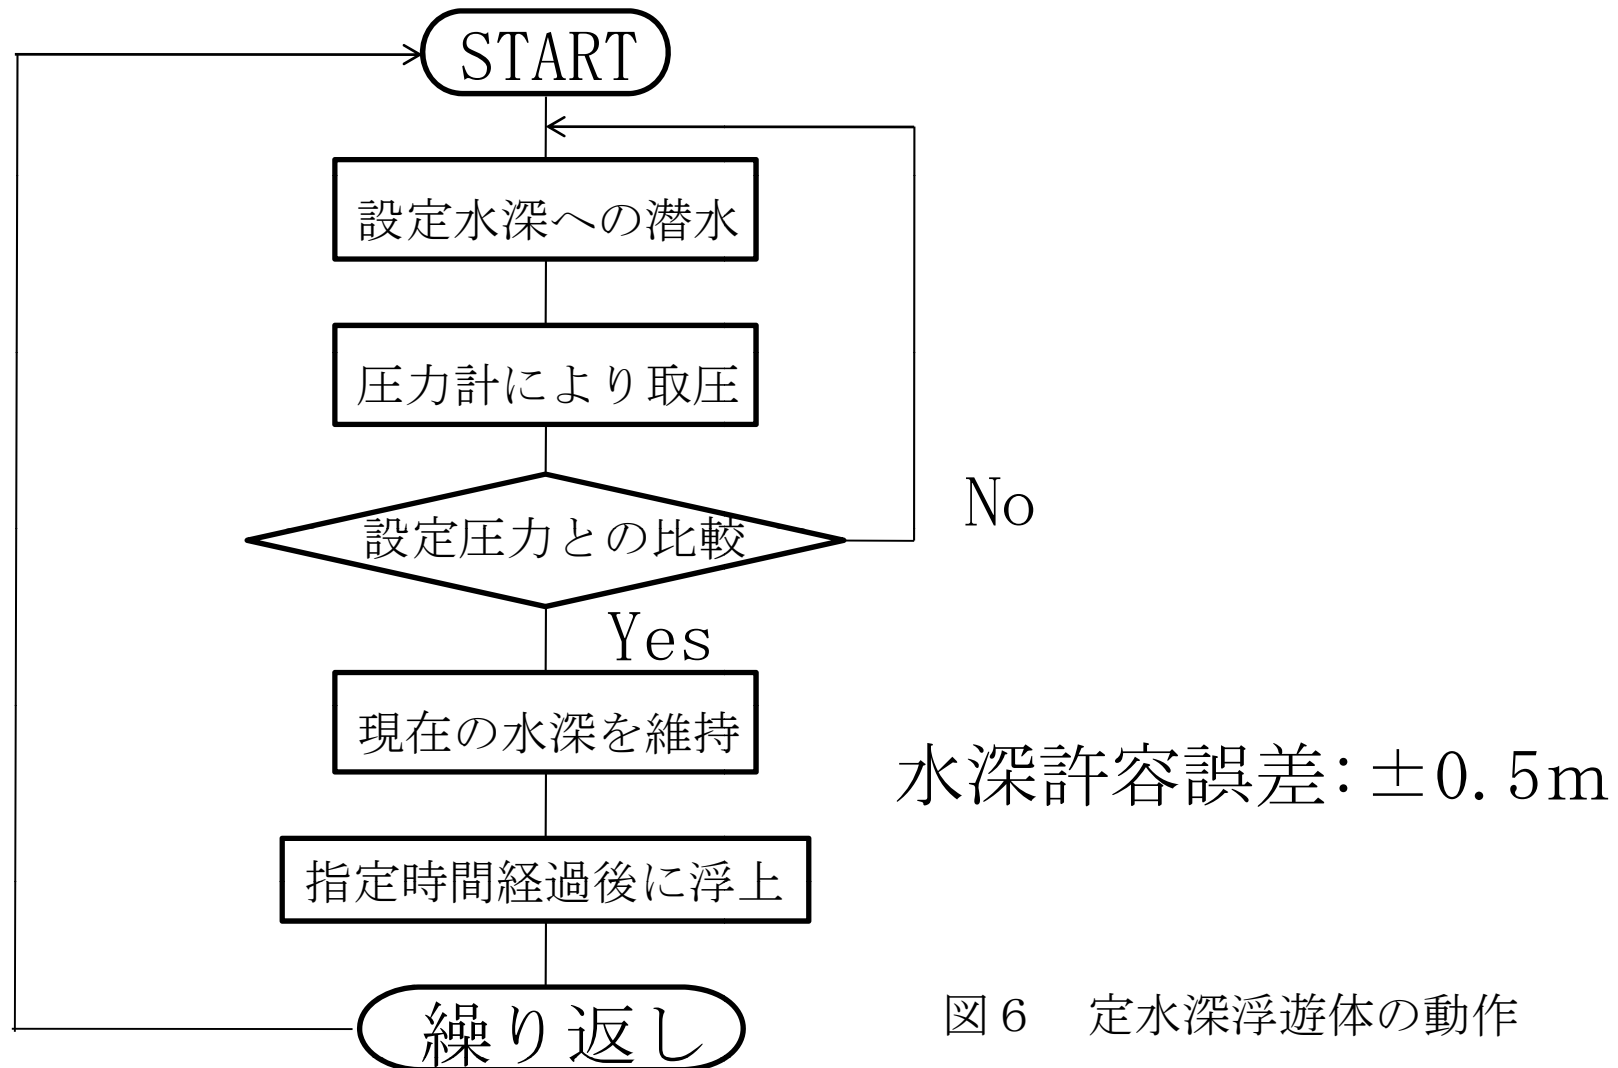 START
設定水深への潜水
圧力計により取圧
設定圧力との比較
No
Yes
現在の水深を維持
水深許容誤差:±0.5m
指定時間経過後に浮上
繰り返し
図6　定水深浮遊体の動作